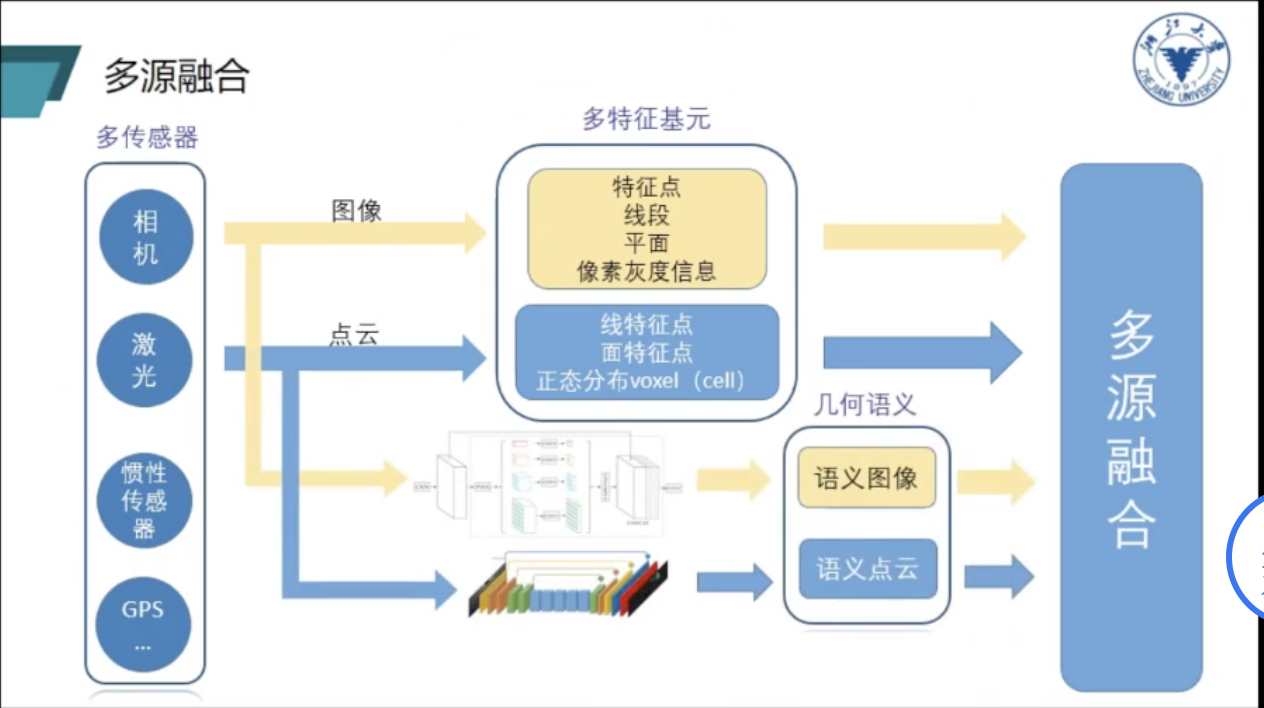 多源融合
浙江大学
ZHEJIANG UNIVERSITY
1897
多传感器
多特征基元
相
机
激
光
惯性
传感
器
GPS
...
图像
点云
特征点
线段
平面
像素灰度信息
线特征点
面特征点
正态分布voxel（cell）
几何语义
语义图像
语义点云
多
源
融
合